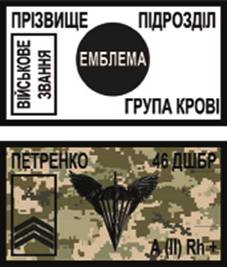 ПРІЗВИЩЕ ПІДРОЗДІЛ
ВІЙСЬКОВЕ
ЗВАННЯ
ЕМБЛЕМА
ГРУПА КРОВІ
ПЕТРЕНКО 46 ДШБР
A (II) Rh +